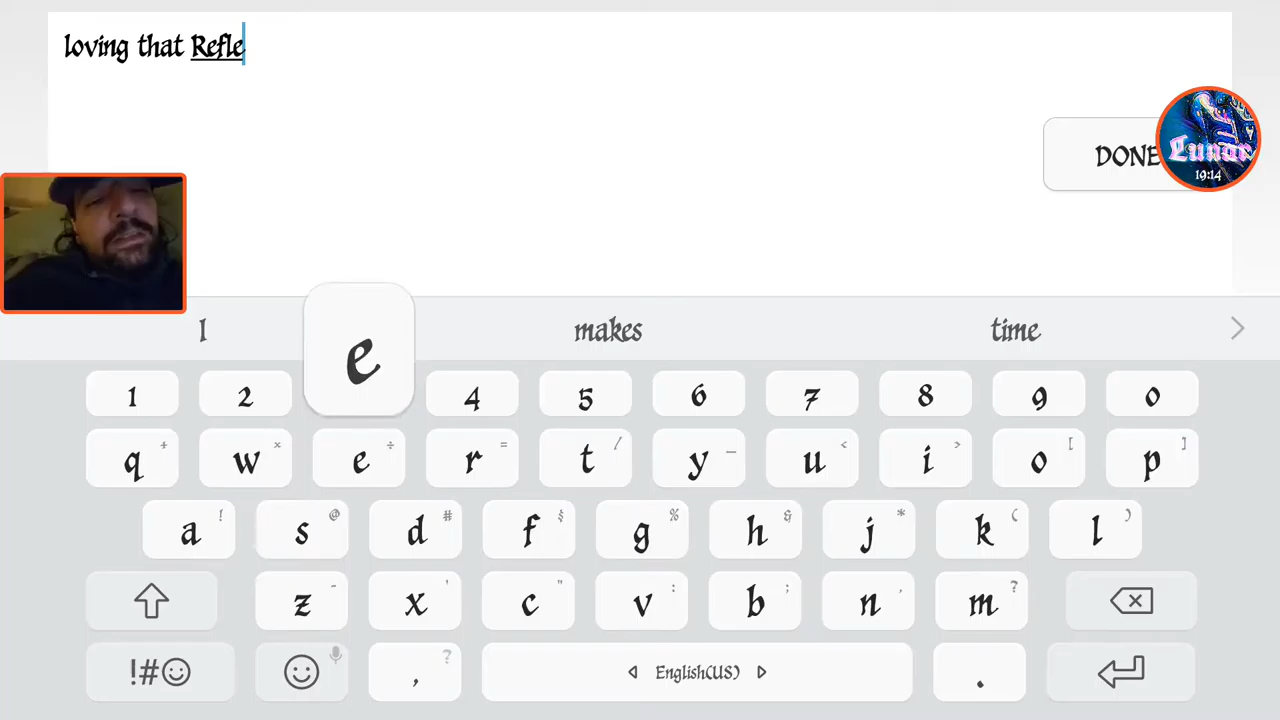 loving that Refle
DONE
Lunar
19:14
I
e
makes
time
1 2 4 5 6 7 8 9 0
q + w × e ÷ r = t / y _ u < i > o [ p ]
a ! s @ d # f $ g % h & j * k ( l )
z - x ' c " v : b ; n , m ?
!#☺ , ? English(US) .